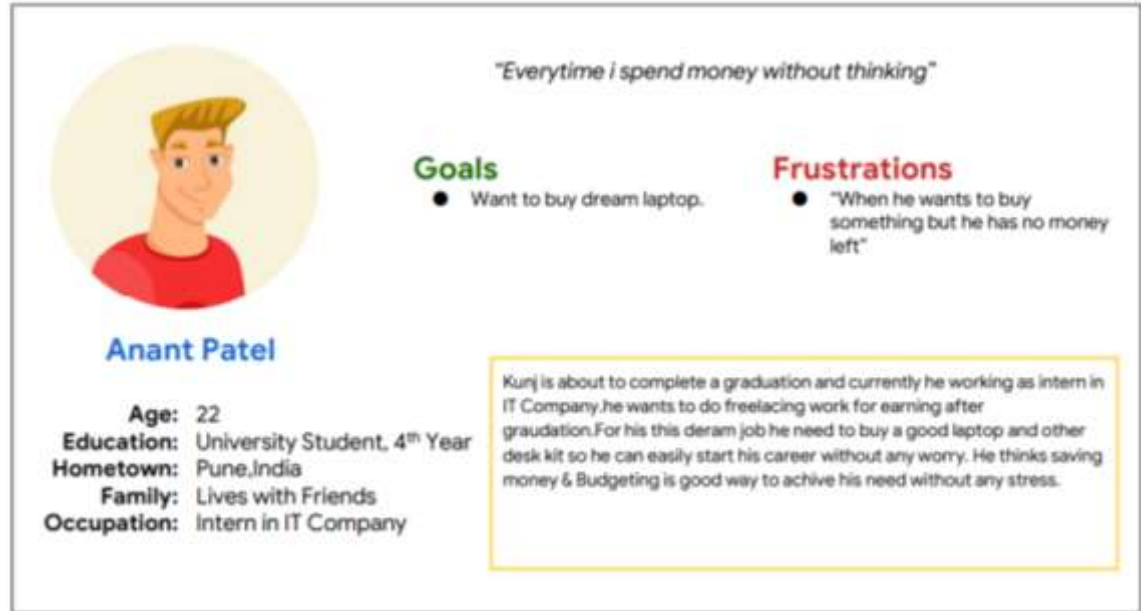 "Everytime i spend money without thinking"
Goals
● Want to buy dream laptop.
Frustrations
● "When he wants to buy
something but he has no money
left"
Anant Patel
Age: 22
Education: University Student, 4th Year
Hometown: Pune,India
Family: Lives with Friends
Occupation: Intern in IT Company
Kunj is about to complete a graduation and currently he working as intern in
IT Company.he wants to do freelacing work for earning after
graudation.For his this deram job he need to buy a good laptop and other
desk kit so he can easily start his career without any worry. He thinks saving
money & Budgeting is good way to achive his need without any stress.